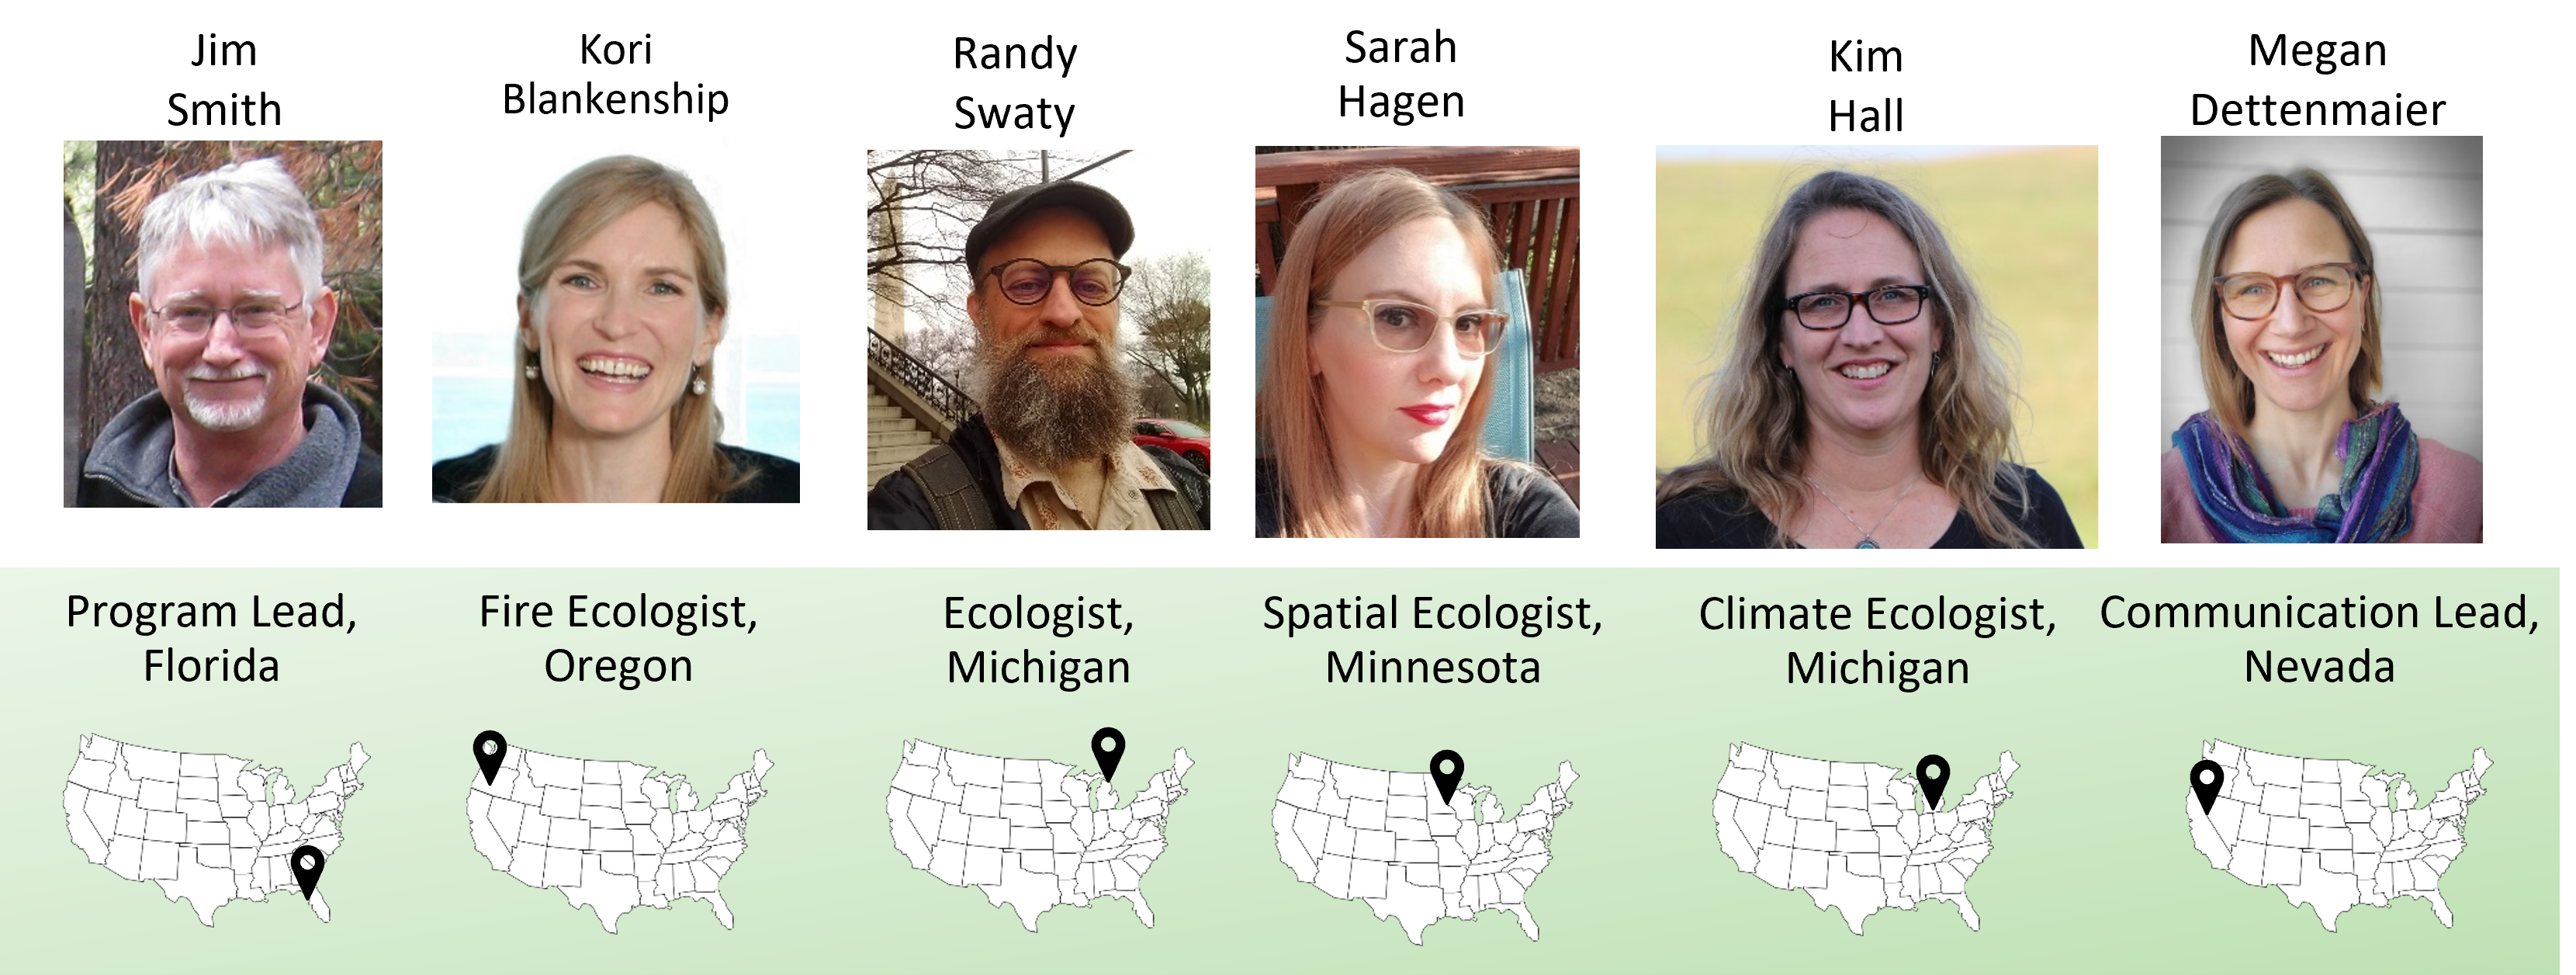 Jim
Smith
Kori
Blankenship
Randy
Swaty
Sarah
Hagen
Kim
Hall
Megan
Dettenmaier
Program Lead,
Florida
Fire Ecologist,
Oregon
Ecologist,
Michigan
Spatial Ecologist,
Minnesota
Climate Ecologist,
Michigan
Communication Lead,
Nevada